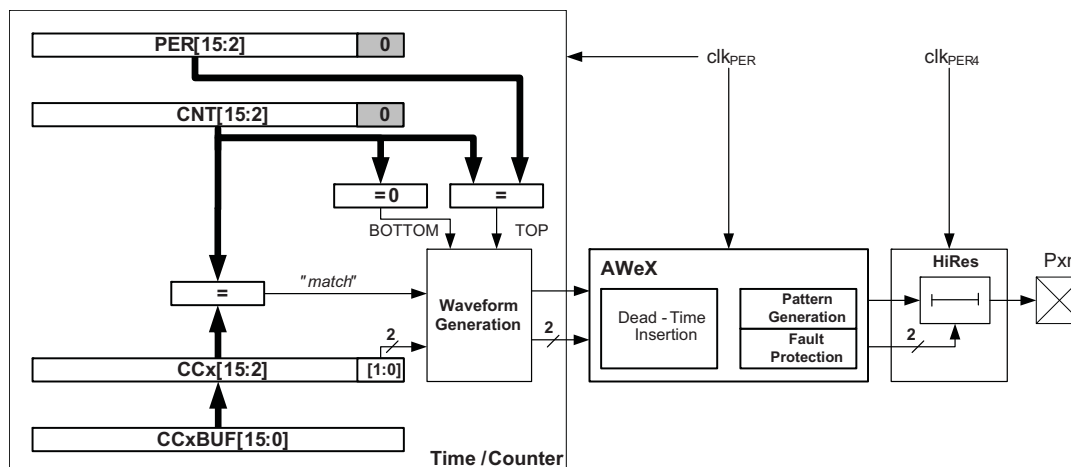 PER[15:2] 0
clkPER
clkPER4
CNT[15:2] 0
= 0
=
BOTTOM
TOP
"match"
=
Waveform
Generation
2
2
CCx[15:2] [1:0]
CCxBUF[15:0]
Time / Counter
AWeX
Dead - Time
Insertion
Pattern
Generation
Fault
Protection
2
HiRes
Pxn